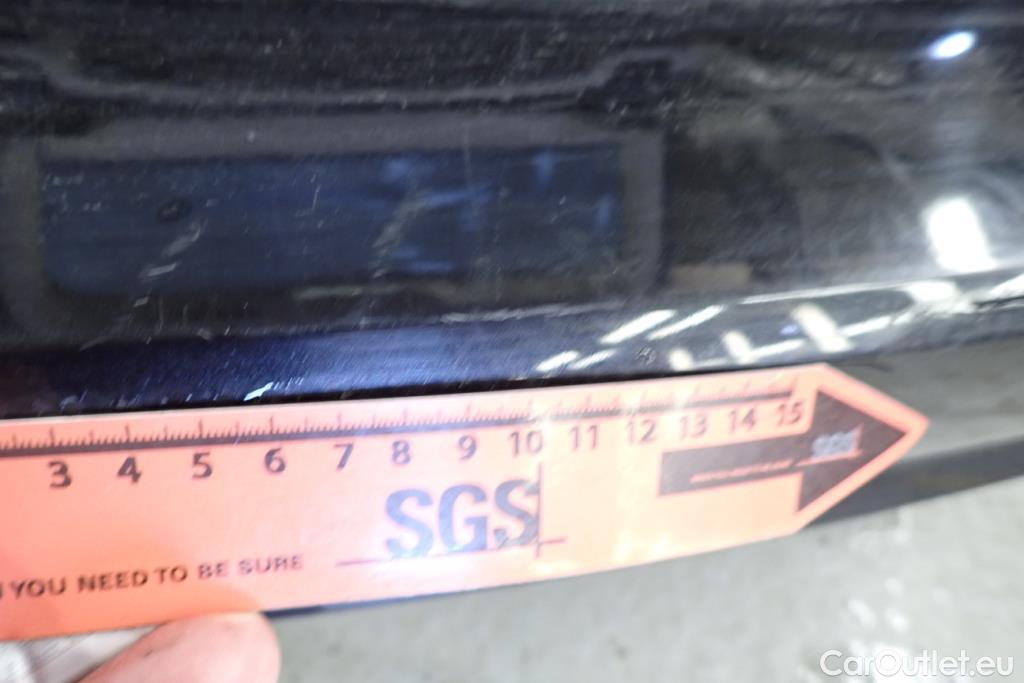 3 4 5 6 7 8 9 10 11 12 13 14 15
SGS
SGS
YOU NEED TO BE SURE
CarOutlet.eu